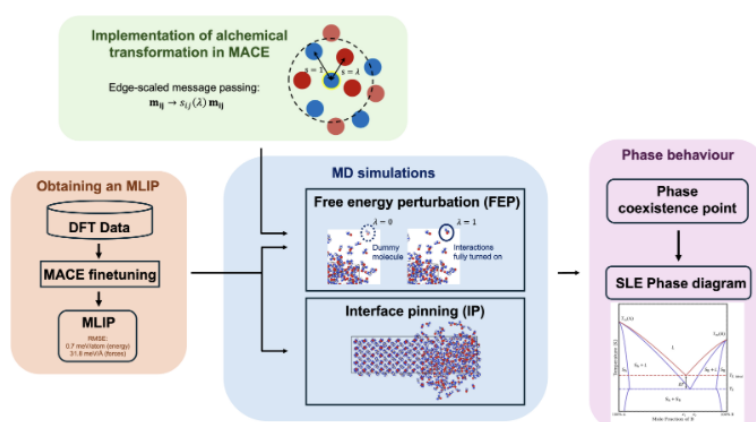 Implementation of alchemical
transformation in MACE
Edge-scaled message passing:
m_ij → s_ij(λ) m_ij
s = 1
s = λ
Obtaining an MLIP
DFT Data
MACE finetuning
MLIP
RMSE:
0.7 meV/atom (energy)
31.8 meV/Å (forces)
MD simulations
Free energy perturbation (FEP)
λ = 0
λ = 1
Dummy
molecule
Interactions
fully turned on
Interface pinning (IP)
Phase behaviour
Phase
coexistence point
SLE Phase diagram
Temperature (K)
L
Mole Fraction of B